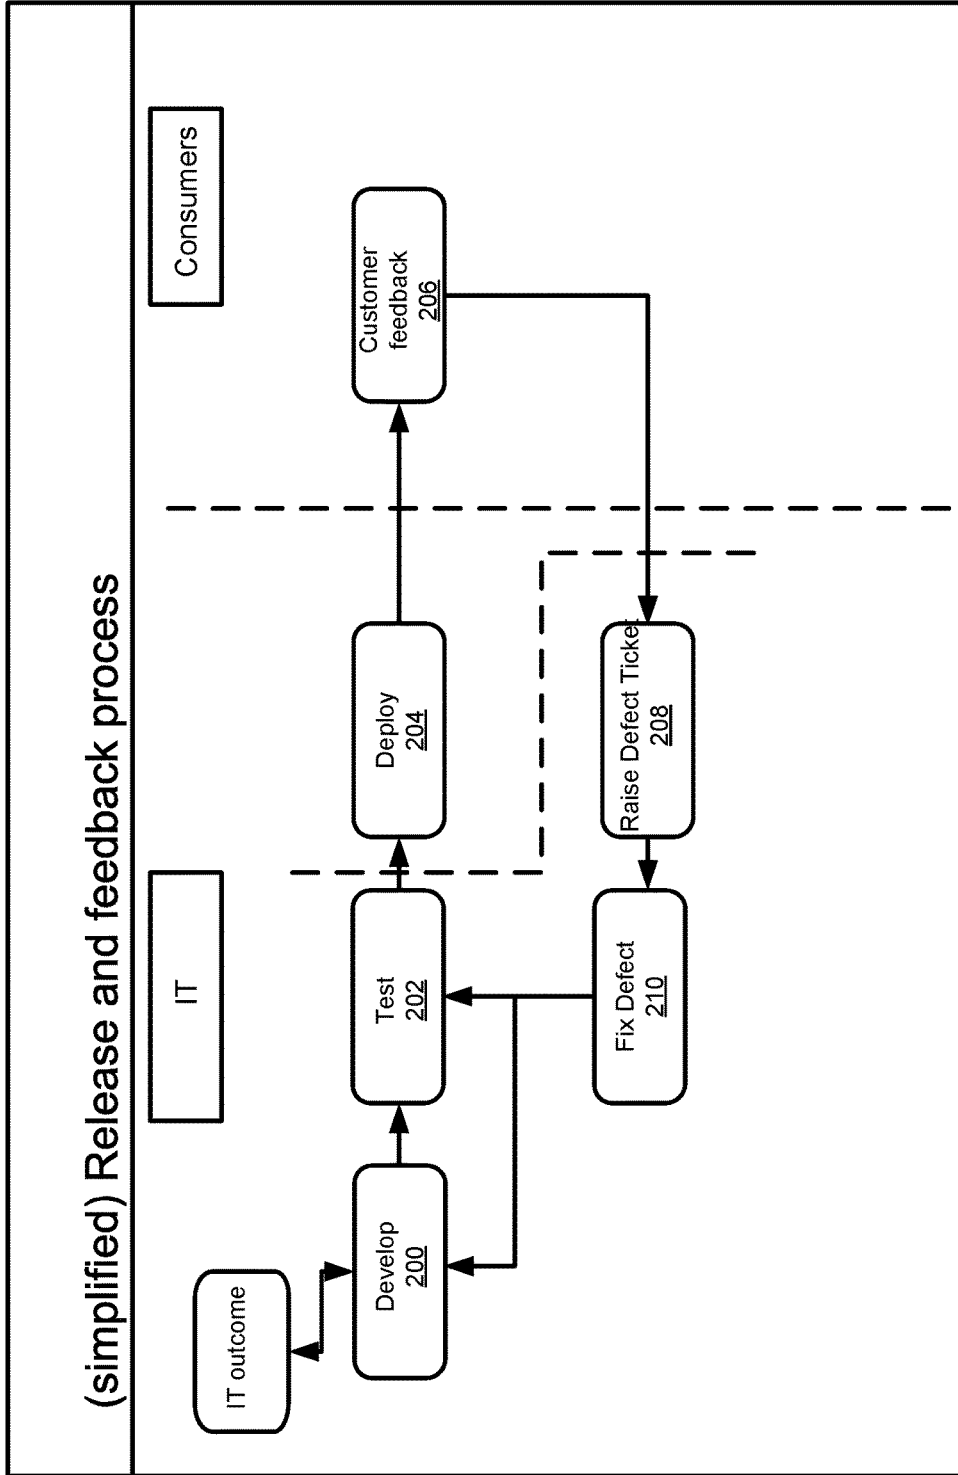 (simplified) Release and feedback process
IT
Consumers
IT outcome
Develop
200
Test
202
Deploy
204
Customer
feedback
206
Fix Defect
210
Raise Defect Ticket
208